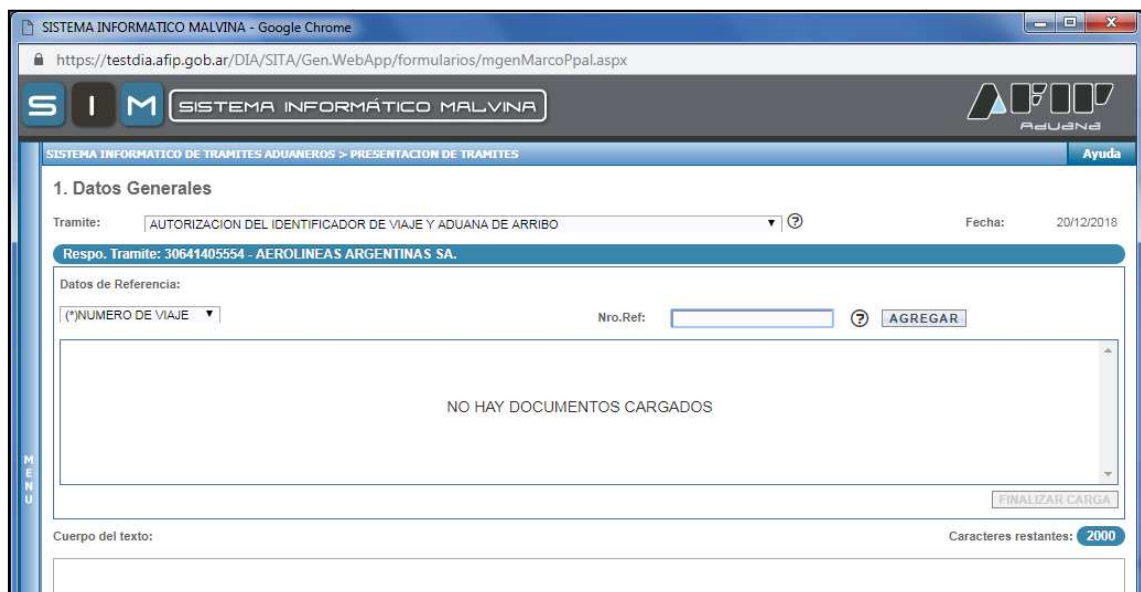 SISTEMA INFORMATICO MALVINA - Google Chrome
https://testdia.afip.gob.ar/DIA/SITA/Gen.WebApp/formularios/mgenMarcoPpal.aspx
SIM SISTEMA INFORMÁTICO MALVINA AFIP
ADUANA
SISTEMA INFORMATICO DE TRAMITES ADUANEROS > PRESENTACION DE TRAMITES Ayuda
1. Datos Generales
Tramite: AUTORIZACION DEL IDENTIFICADOR DE VIAJE Y ADUANA DE ARRIBO ? Fecha: 20/12/2018
Respo. Tramite: 30641405554 - AEROLINEAS ARGENTINAS SA.
Datos de Referencia:
(*)NUMERO DE VIAJE Nro.Ref: ? AGREGAR
NO HAY DOCUMENTOS CARGADOS
MENU
FINALIZAR CARGA
Cuerpo del texto: Caracteres restantes: 2000